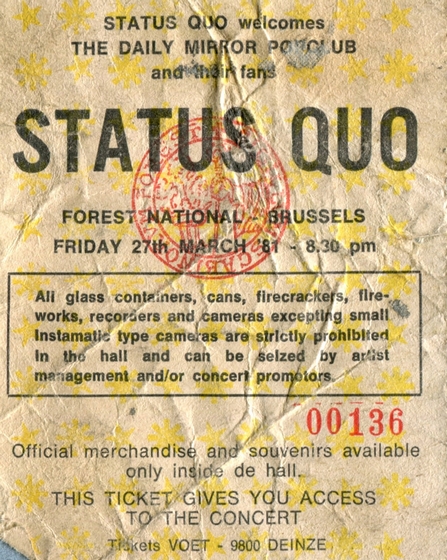 STATUS QUO welcomes
THE DAILY MIRROR POPCLUB
and their fans
STATUS QUO
FOREST NATIONAL - BRUSSELS
FRIDAY 27th MARCH '81 - 8.30 pm
All glass containers, cans, firecrackers, fire-
works, recorders and cameras excepting small
Instamatic type cameras are strictly prohibited
in the hall and can be seized by artist
management and/or concert promotors.
00136
Official merchandise and souvenirs available
only inside de hall.
THIS TICKET GIVES YOU ACCESS
TO THE CONCERT
Tickets VOET - 9800 DEINZE